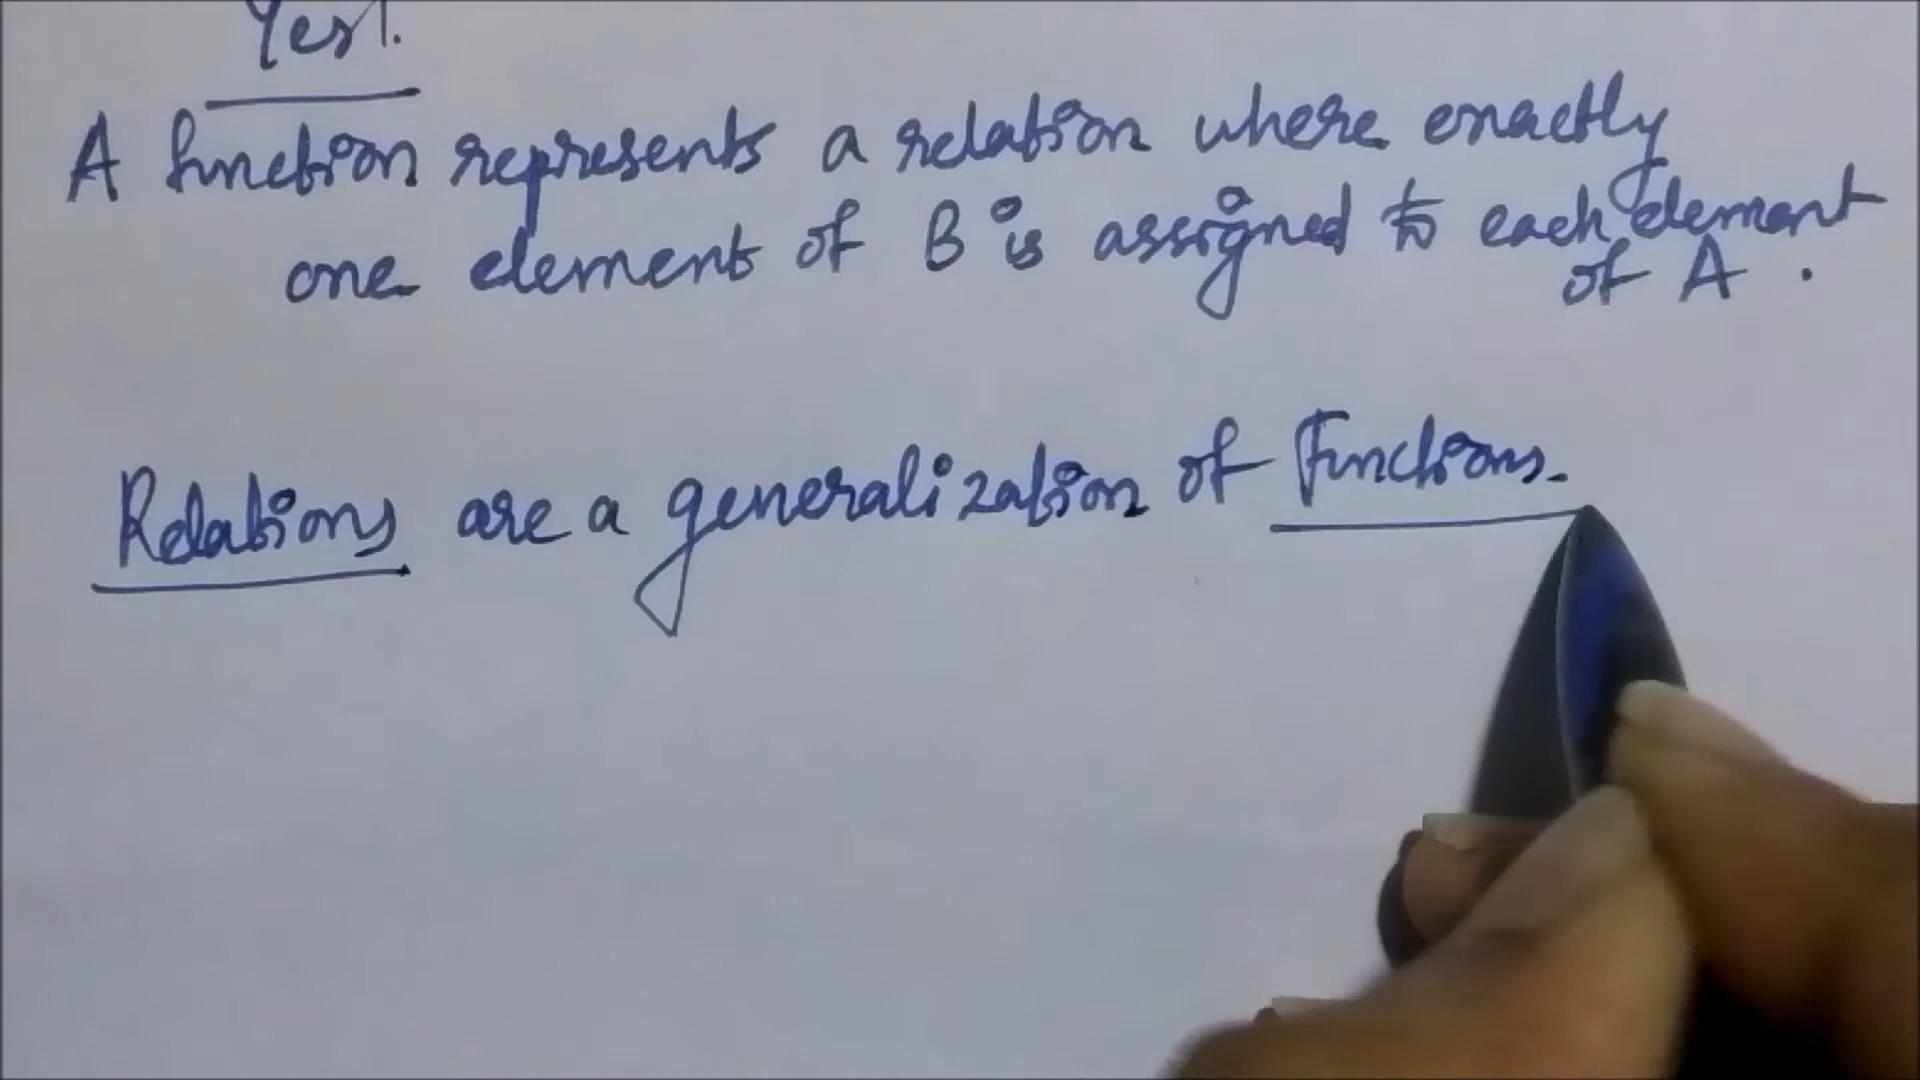 Yes!.
A function represents a relation where exactly
one element of B is assigned to each element
of A .
Relations are a generalization of Functions.